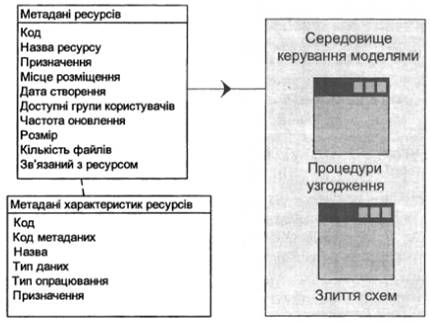 Метадані ресурсів
Код
Назва ресурсу
Призначення
Місце розміщення
Дата створення
Доступні групи користувачів
Частота оновлення
Розмір
Кількість файлів
Зв'язаний з ресурсом
Метадані характеристик ресурсів
Код
Код метаданих
Назва
Тип даних
Тип опрацювання
Призначення
Середовище
керування моделями
Процедури
узгодження
Злиття схем